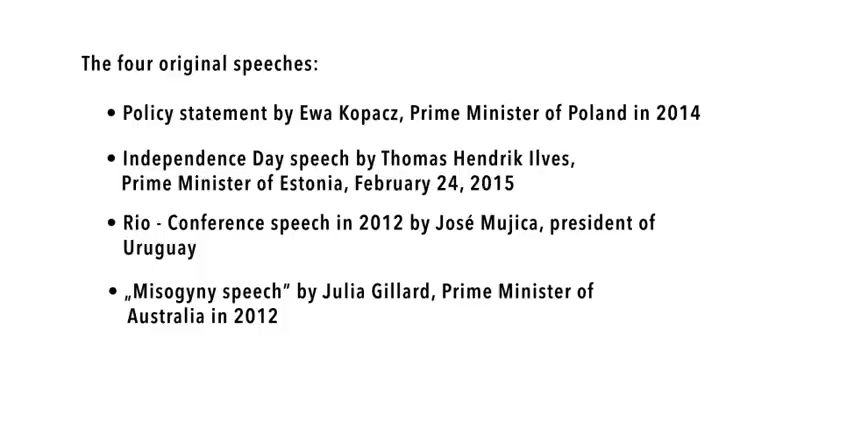 The four original speeches:
• Policy statement by Ewa Kopacz, Prime Minister of Poland in 2014
• Independence Day speech by Thomas Hendrik Ilves,
Prime Minister of Estonia, February 24, 2015
• Rio - Conference speech in 2012 by José Mujica, president of
Uruguay
• „Misogyny speech” by Julia Gillard, Prime Minister of
Australia in 2012